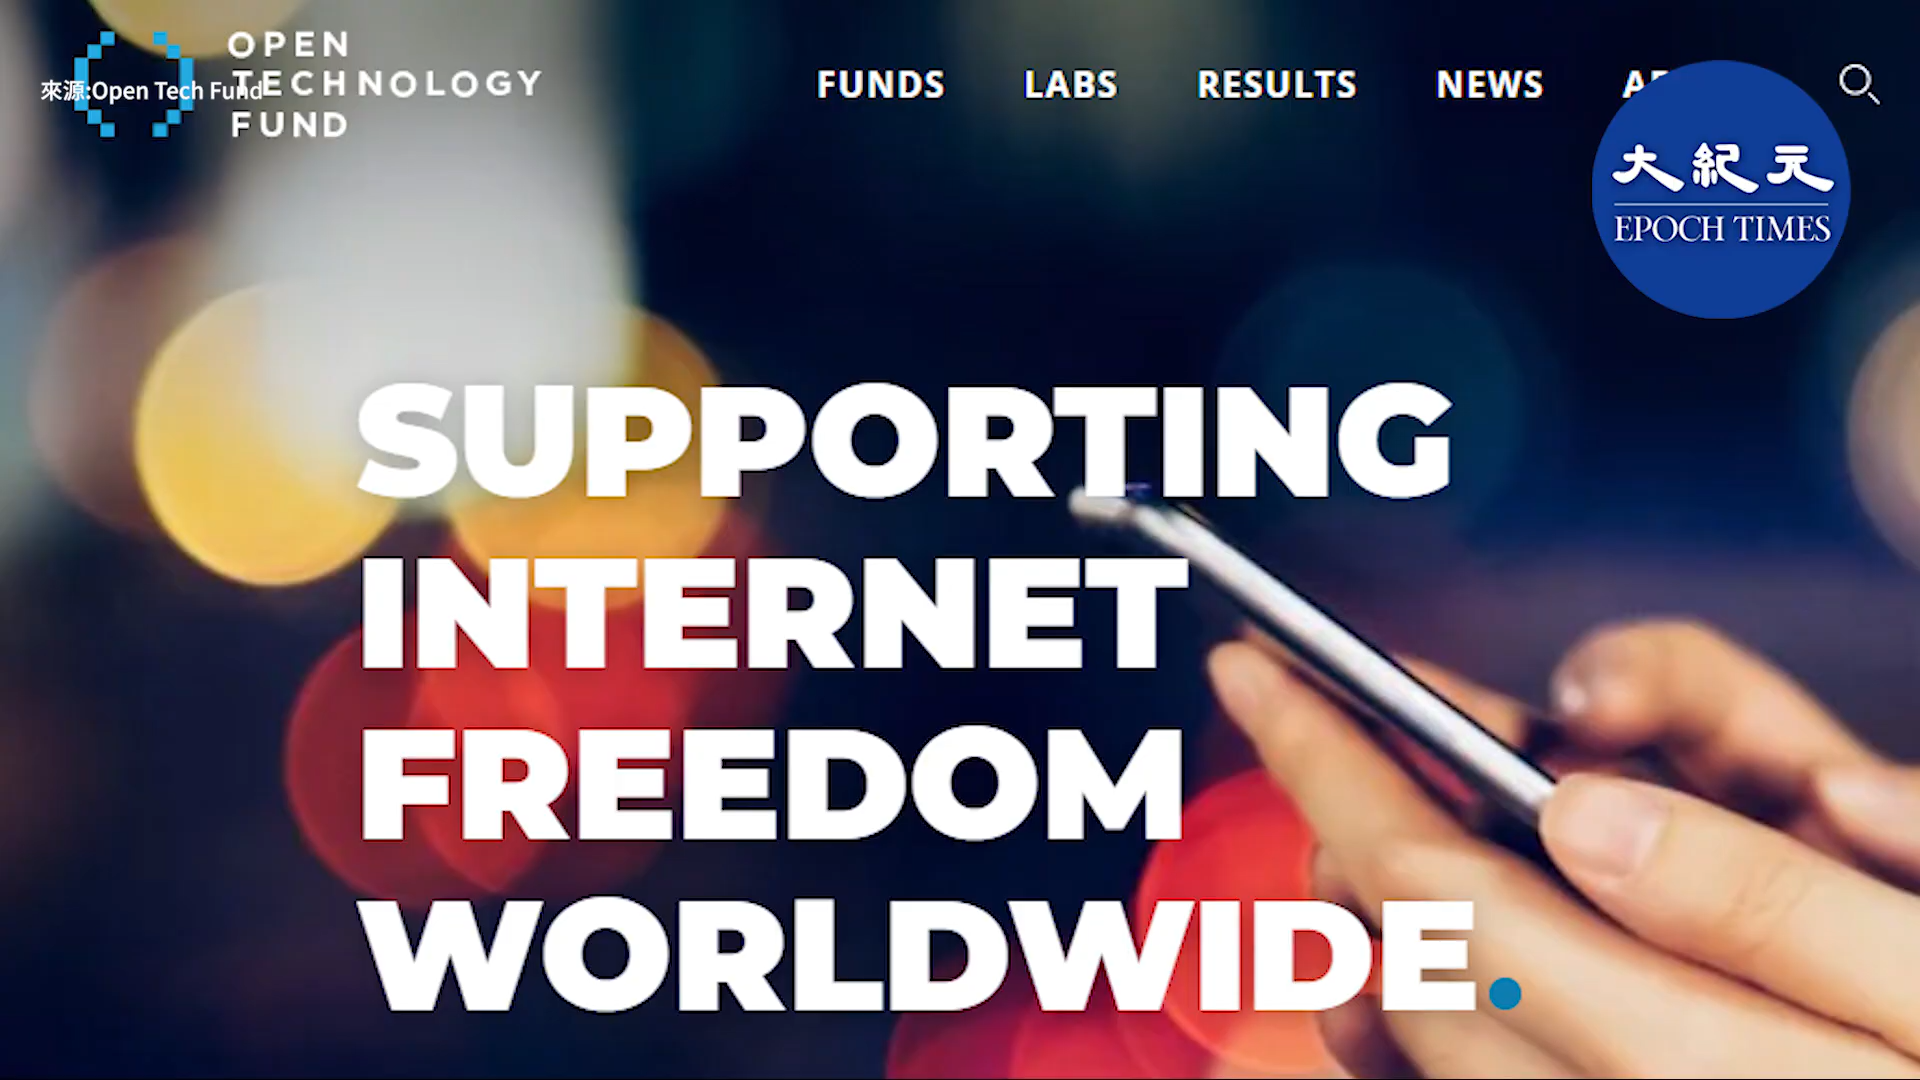 OPEN
TECHNOLOGY
FUND
來源:Open Tech Fund
FUNDS LABS RESULTS NEWS
大紀元
EPOCH TIMES
SUPPORTING
INTERNET
FREEDOM
WORLDWIDE.